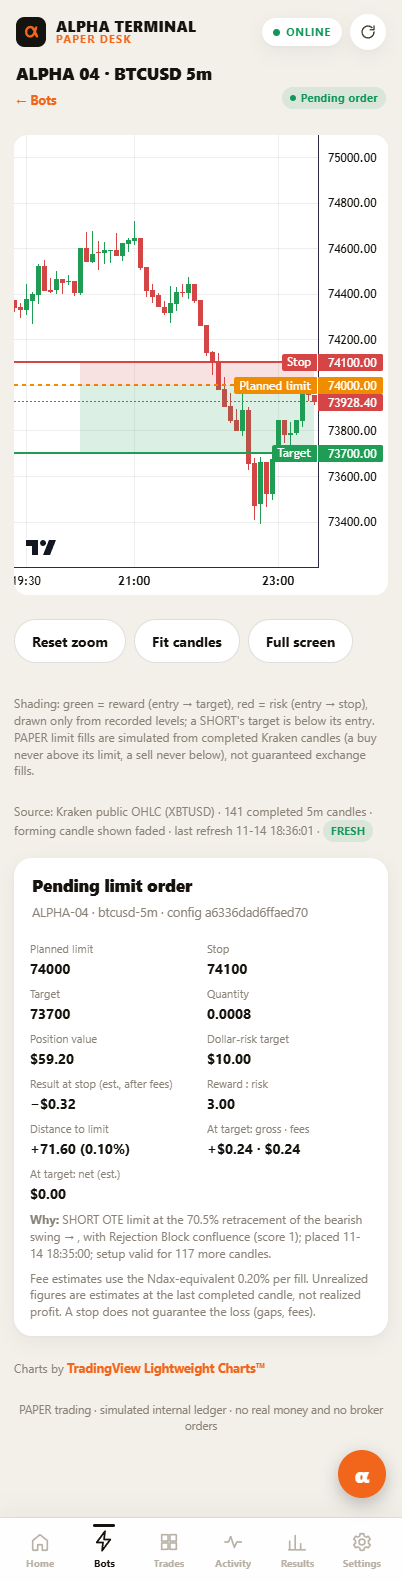 α ALPHA TERMINAL
PAPER DESK
ONLINE
ALPHA 04 · BTCUSD 5m
← Bots
Pending order
75000.00
74800.00
74600.00
74400.00
74200.00
Stop 74100.00
Planned limit 74000.00
73928.40
73800.00
Target 73700.00
73600.00
73400.00
19:30 21:00 23:00
Reset zoom Fit candles Full screen
Shading: green = reward (entry → target), red = risk (entry → stop),
drawn only from recorded levels; a SHORT's target is below its entry.
PAPER limit fills are simulated from completed Kraken candles (a buy
never above its limit, a sell never below), not guaranteed exchange
fills.
Source: Kraken public OHLC (XBTUSD) · 141 completed 5m candles ·
forming candle shown faded · last refresh 11-14 18:36:01 · FRESH
Pending limit order
ALPHA-04 · btcusd-5m · config a6336dad6ffaed70
Planned limit Stop
74000 74100
Target Quantity
73700 0.0008
Position value Dollar-risk target
$59.20 $10.00
Result at stop (est., after fees) Reward : risk
−$0.32 3.00
Distance to limit At target: gross · fees
+71.60 (0.10%) +$0.24 · $0.24
At target: net (est.)
$0.00
Why: SHORT OTE limit at the 70.5% retracement of the bearish
swing → , with Rejection Block confluence (score 1); placed 11-
14 18:35:00; setup valid for 117 more candles.
Fee estimates use the Ndax-equivalent 0.20% per fill. Unrealized
figures are estimates at the last completed candle, not realized
profit. A stop does not guarantee the loss (gaps, fees).
Charts by TradingView Lightweight Charts™
PAPER trading · simulated internal ledger · no real money and no broker
orders
α
Home Bots Trades Activity Results Settings